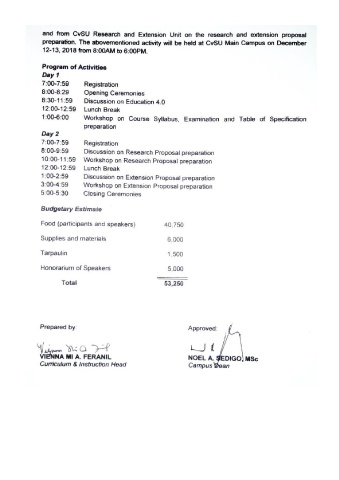 and from CvSU Research and Extension Unit on the research and extension proposal
preparation. The abovementioned activity will be held at CvSU Main Campus on December
12-13, 2018 from 8:00AM to 6:00PM.
Program of Activities
Day 1
7:00-7:59 Registration
8:00-8:29 Opening Ceremonies
8:30-11:59 Discussion on Education 4.0
12:00-12:59 Lunch Break
1:00-6:00 Workshop on Course Syllabus, Examination and Table of Specification
preparation
Day 2
7:00-7:59 Registration
8:00-9:59 Discussion on Research Proposal preparation
10:00-11:59 Workshop on Research Proposal preparation
12:00-12:59 Lunch Break
1:00-2:59 Discussion on Extension Proposal preparation
3:00-4:59 Workshop on Extension Proposal preparation
5:00-5:30 Closing Ceremonies
Budgetary Estimate
Food (participants and speakers) 40,750
Supplies and materials 6,000
Tarpaulin 1,500
Honorarium of Speakers 5,000
Total 53,250
Prepared by: Approved:
VIENNA MI A. FERANIL NOEL A. SEDIGO, MSc
Curriculum & Instruction Head Campus Dean